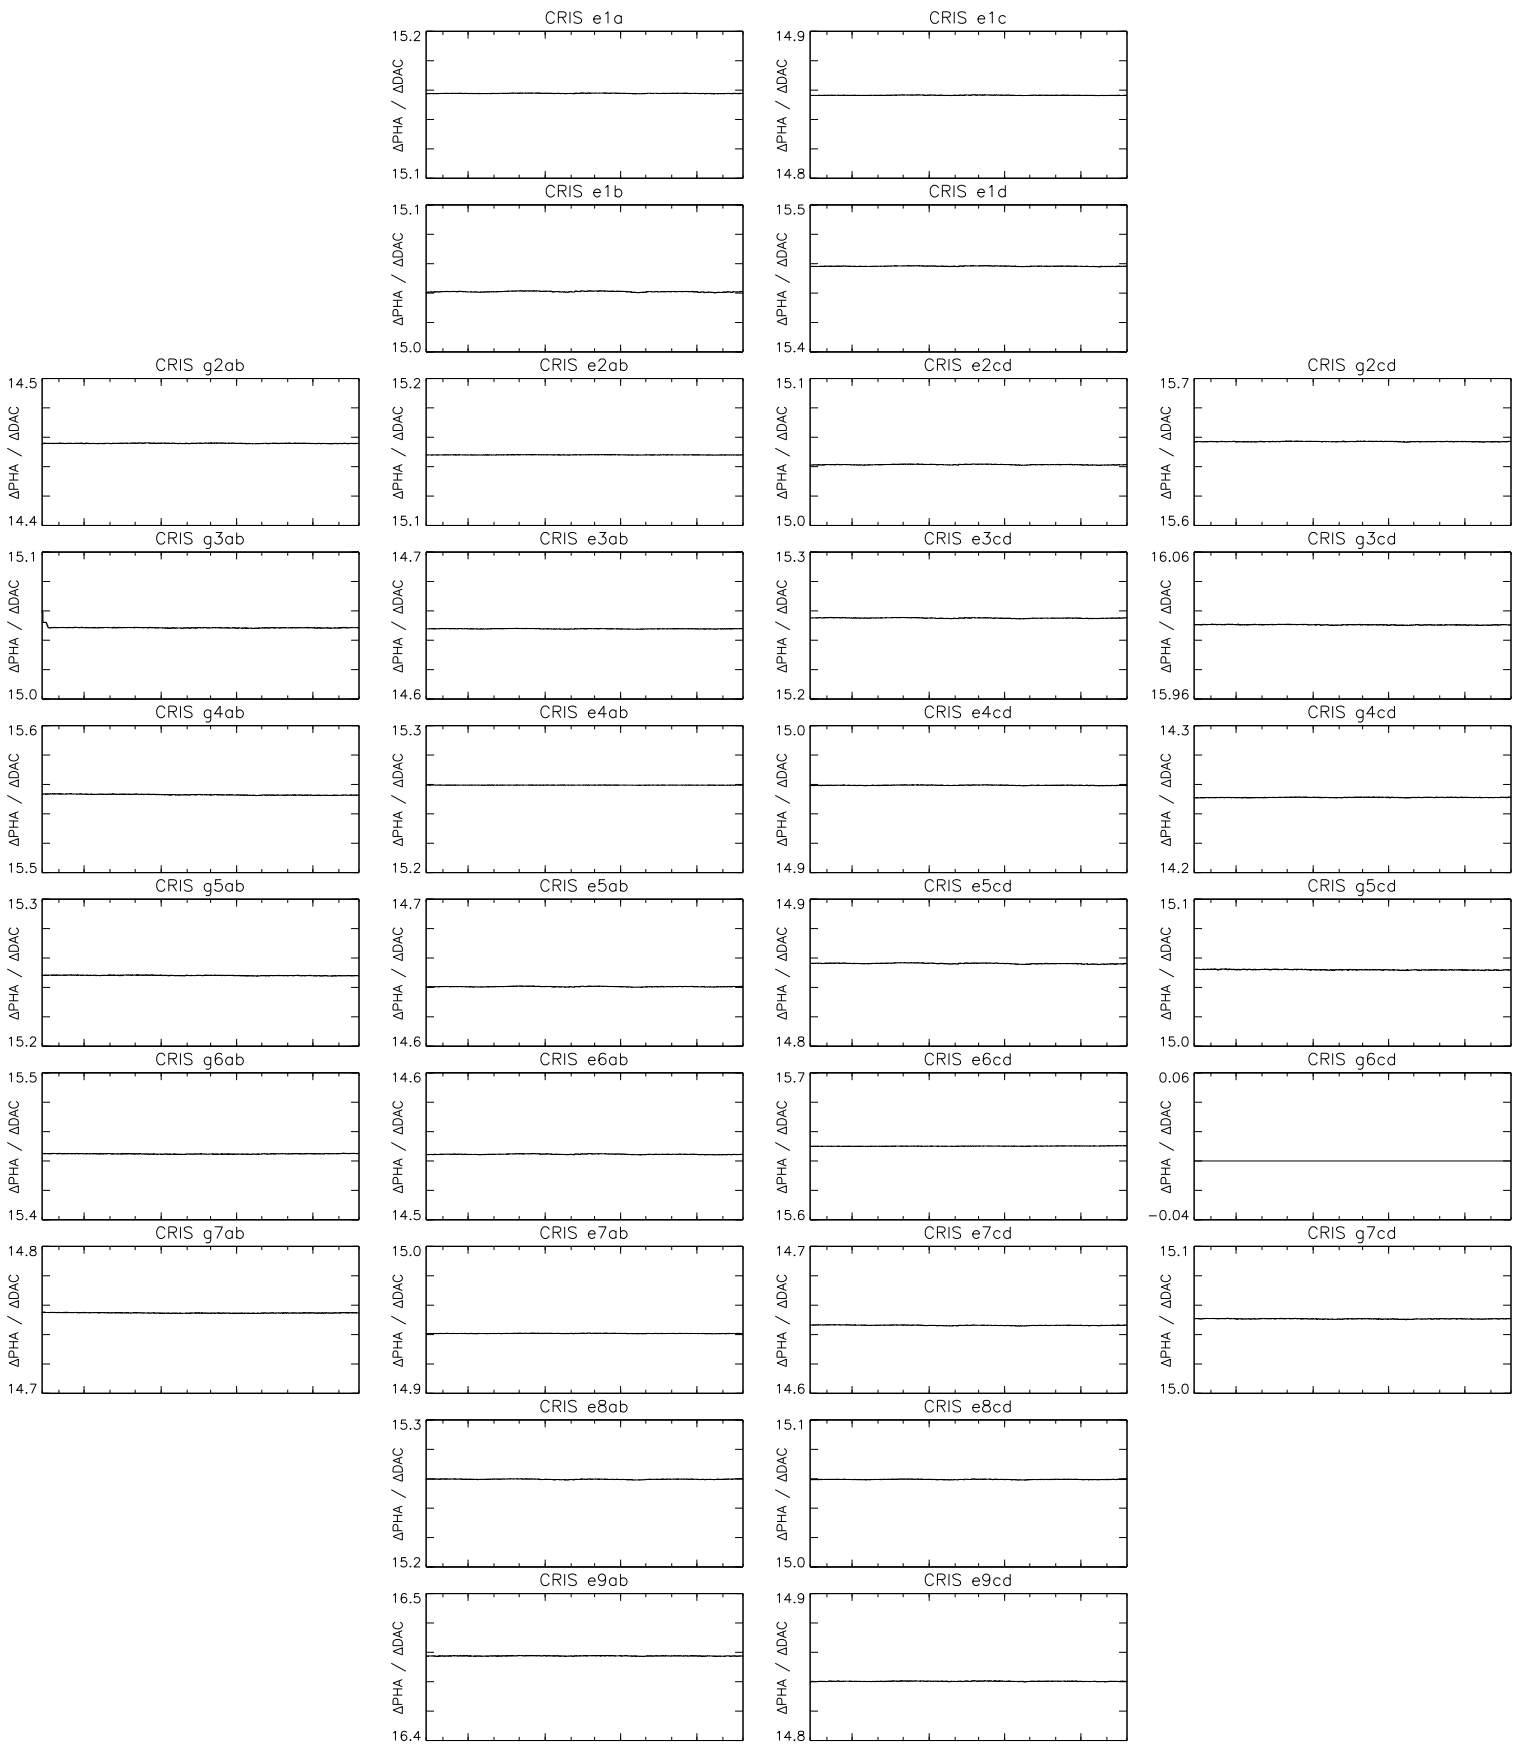 CRIS e1a
15.2
ΔPHA / ΔDAC
15.1
CRIS e1c
14.9
ΔPHA / ΔDAC
14.8
CRIS e1b
15.1
ΔPHA / ΔDAC
15.0
CRIS e1d
15.5
ΔPHA / ΔDAC
15.4
CRIS g2ab
14.5
ΔPHA / ΔDAC
14.4
CRIS e2ab
15.2
ΔPHA / ΔDAC
15.1
CRIS e2cd
15.1
ΔPHA / ΔDAC
15.0
CRIS g2cd
15.7
ΔPHA / ΔDAC
15.6
CRIS g3ab
15.1
ΔPHA / ΔDAC
15.0
CRIS e3ab
14.7
ΔPHA / ΔDAC
14.6
CRIS e3cd
15.3
ΔPHA / ΔDAC
15.2
CRIS g3cd
16.06
ΔPHA / ΔDAC
15.96
CRIS g4ab
15.6
ΔPHA / ΔDAC
15.5
CRIS e4ab
15.3
ΔPHA / ΔDAC
15.2
CRIS e4cd
15.0
ΔPHA / ΔDAC
14.9
CRIS g4cd
14.3
ΔPHA / ΔDAC
14.2
CRIS g5ab
15.3
ΔPHA / ΔDAC
15.2
CRIS e5ab
14.7
ΔPHA / ΔDAC
14.6
CRIS e5cd
14.9
ΔPHA / ΔDAC
14.8
CRIS g5cd
15.1
ΔPHA / ΔDAC
15.0
CRIS g6ab
15.5
ΔPHA / ΔDAC
15.4
CRIS e6ab
14.6
ΔPHA / ΔDAC
14.5
CRIS e6cd
15.7
ΔPHA / ΔDAC
15.6
CRIS g6cd
0.06
ΔPHA / ΔDAC
−0.04
CRIS g7ab
14.8
ΔPHA / ΔDAC
14.7
CRIS e7ab
15.0
ΔPHA / ΔDAC
14.9
CRIS e7cd
14.7
ΔPHA / ΔDAC
14.6
CRIS g7cd
15.1
ΔPHA / ΔDAC
15.0
CRIS e8ab
15.3
ΔPHA / ΔDAC
15.2
CRIS e8cd
15.1
ΔPHA / ΔDAC
15.0
CRIS e9ab
16.5
ΔPHA / ΔDAC
16.4
CRIS e9cd
14.9
ΔPHA / ΔDAC
14.8